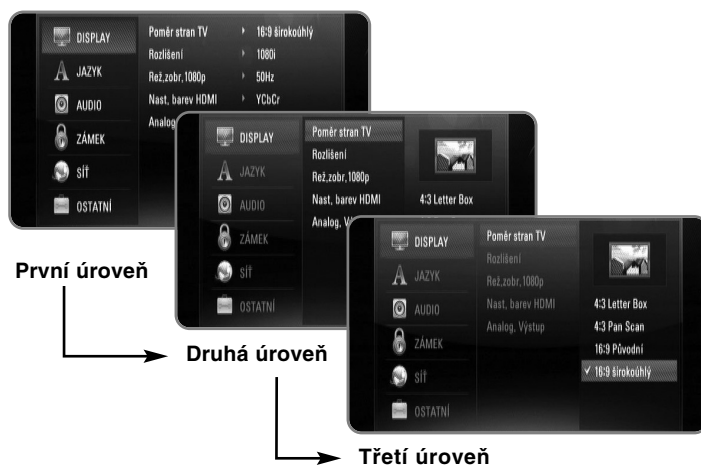 DISPLAY
JAZYK
AUDIO
ZÁMEK
SÍŤ
OSTATNÍ
Poměr stran TV 16:9 širokoúhlý
Rozlišení 1080i
Rež,zobr,1080p 50Hz
Nast, barev HDMI YCbCr
Analog
První úroveň
DISPLAY
JAZYK
AUDIO
ZÁMEK
SÍŤ
OSTATNÍ
Poměr stran TV
Rozlišení
Rež,zobr,1080p
Nast, barev HDMI
Analog, V
4:3 Letter Box
Druhá úroveň
DISPLAY
JAZYK
AUDIO
ZÁMEK
SÍŤ
OSTATNÍ
Poměr stran TV
Rozlišení
Rež,zobr,1080p
Nast, barev HDMI
Analog, Výstup
4:3 Letter Box
4:3 Pan Scan
16:9 Původní
✓ 16:9 širokoúhlý
Třetí úroveň